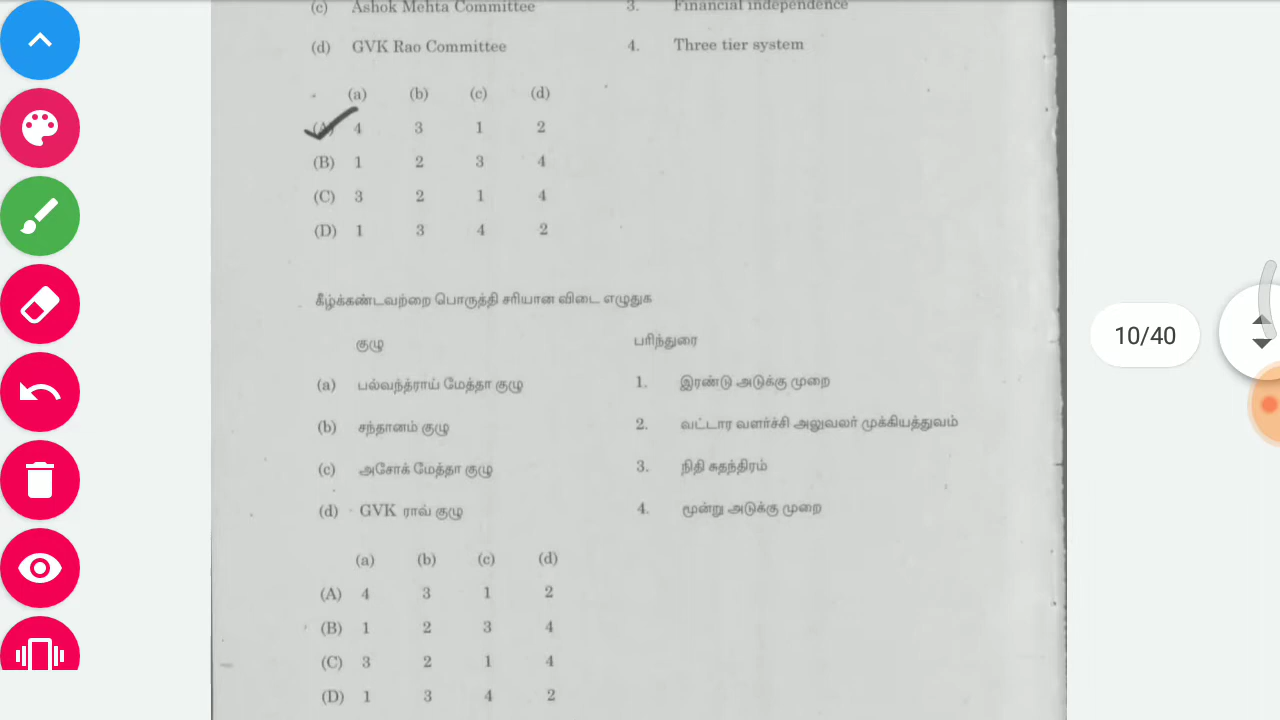 (c) Ashok Mehta Committee 3. Financial independence
(d) GVK Rao Committee 4. Three tier system
(a) (b) (c) (d)
(A) 4 3 1 2
(B) 1 2 3 4
(C) 3 2 1 4
(D) 1 3 4 2
கீழ்க்கண்டவற்றை பொருத்தி சரியான விடை எழுதுக
குழு பரிந்துரை
(a) பல்வந்த்ராய் மேத்தா குழு 1. இரண்டு அடுக்கு முறை
(b) சந்தானம் குழு 2. வட்டார வளர்ச்சி அலுவலர் முக்கியத்துவம்
(c) அசோக் மேத்தா குழு 3. நிதி சுதந்திரம்
(d) GVK ராவ் குழு 4. மூன்று அடுக்கு முறை
(a) (b) (c) (d)
(A) 4 3 1 2
(B) 1 2 3 4
(C) 3 2 1 4
(D) 1 3 4 2
10/40